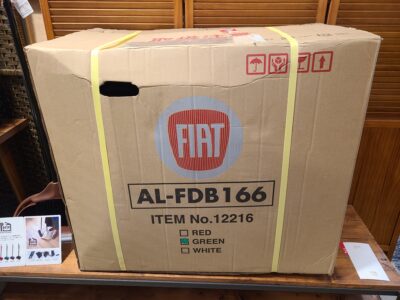 FIAT
AL-FDB166
ITEM No.12216
RED
GREEN
WHITE